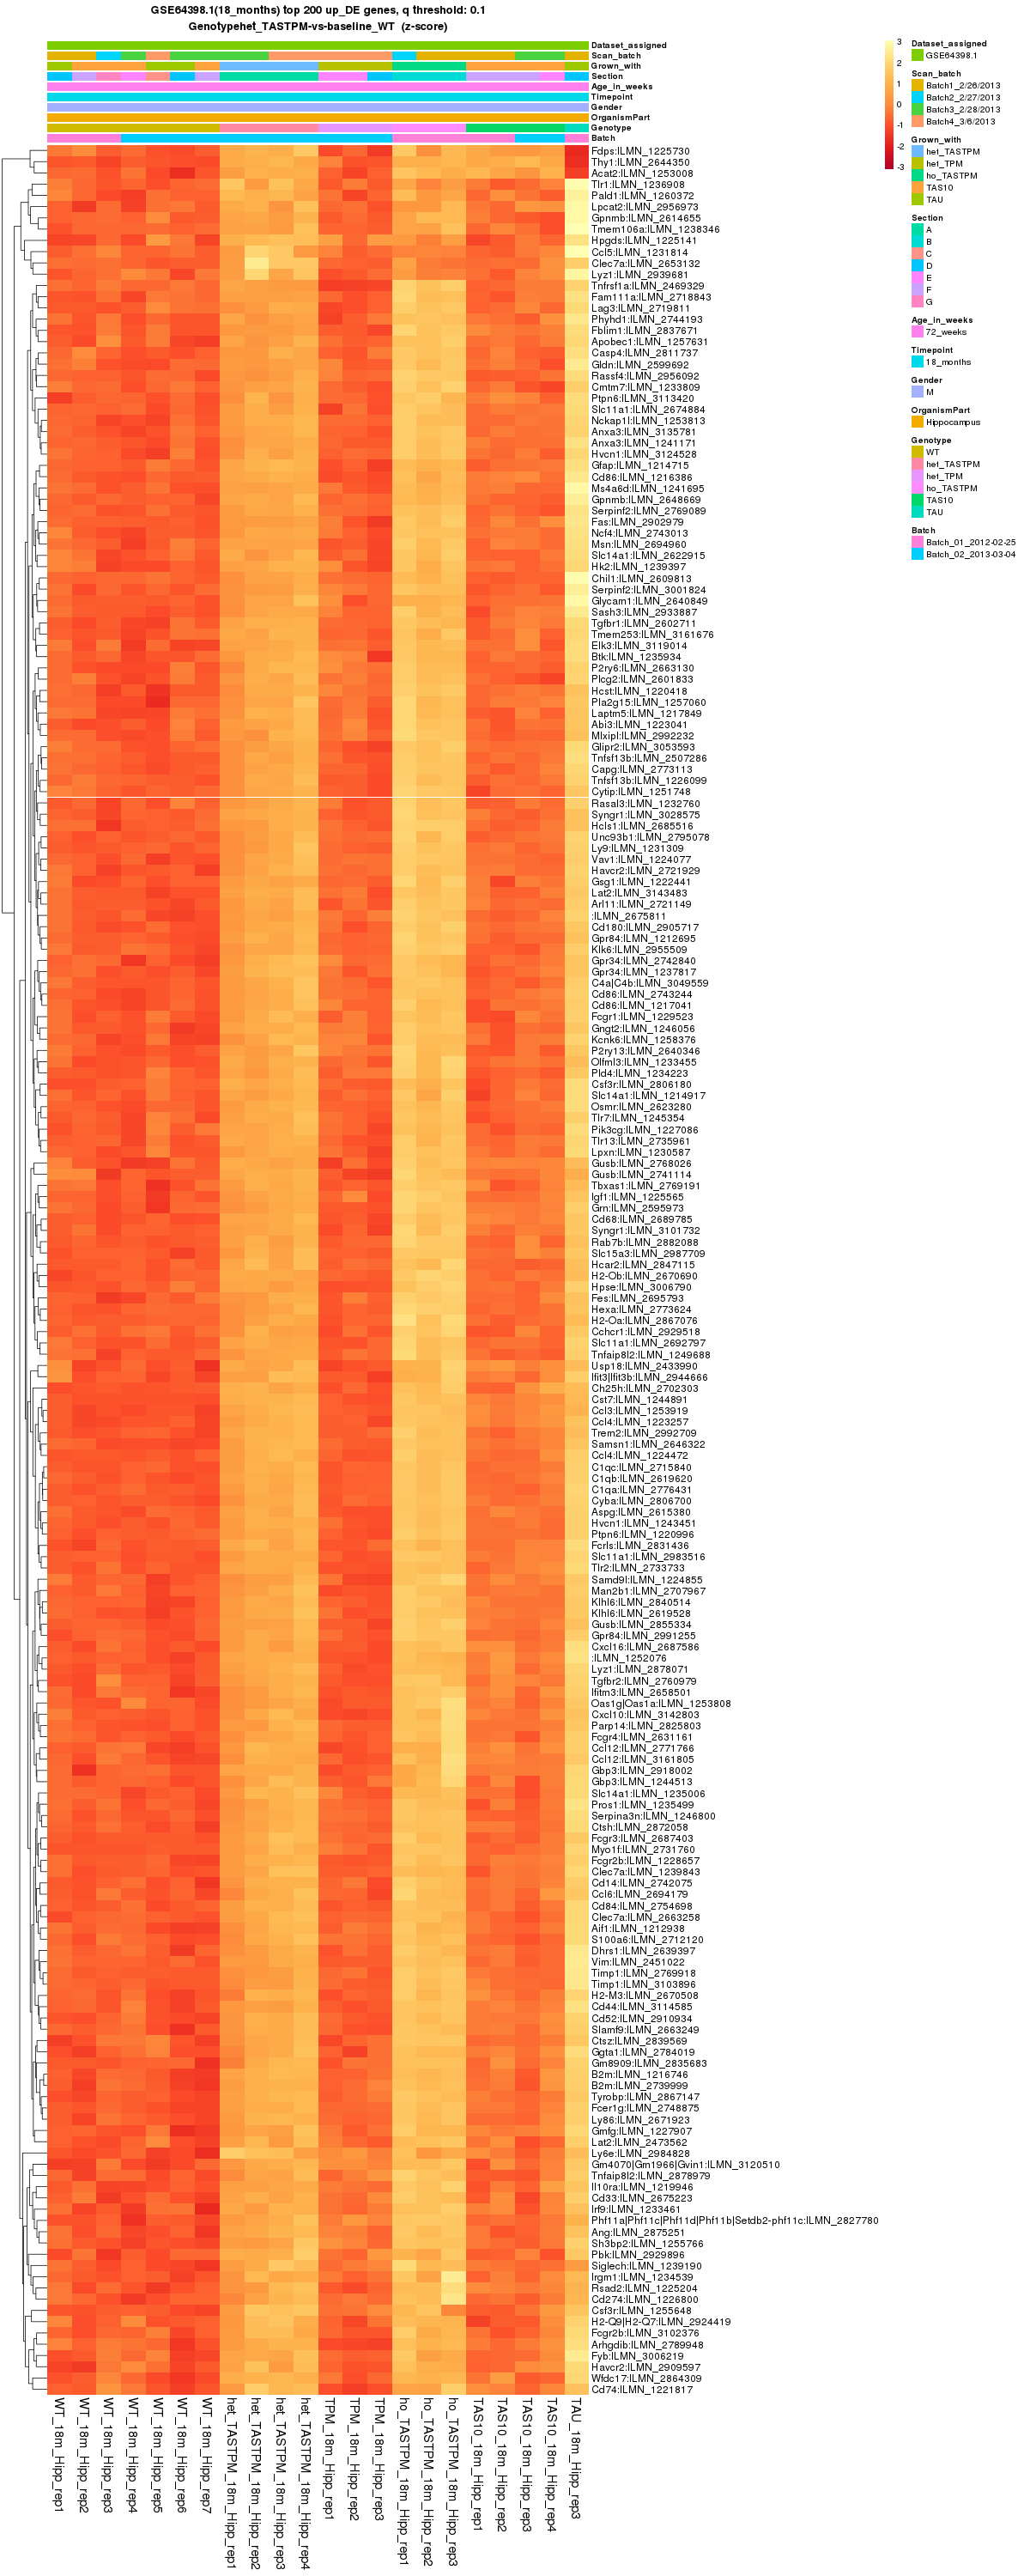 GSE64398.1(18_months) top 200 up_DE genes, q threshold: 0.1
Genotypehet_TASTPM-vs-baseline_WT (z-score)
Dataset_assigned
Scan_batch
Grown_with
Section
Age_in_weeks
Timepoint
Gender
OrganismPart
Genotype
Batch
3
2
1
0
-1
-2
-3
Dataset_assigned
GSE64398.1
Scan_batch
Batch1_2/26/2013
Batch2_2/27/2013
Batch3_2/28/2013
Batch4_3/6/2013
Grown_with
het_TASTPM
het_TPM
ho_TASTPM
TAS10
TAU
Section
A
B
C
D
E
F
G
Age_in_weeks
72_weeks
Timepoint
18_months
Gender
M
OrganismPart
Hippocampus
Genotype
WT
het_TASTPM
het_TPM
ho_TASTPM
TAS10
TAU
Batch
Batch_01_2012-02-25
Batch_02_2013-03-04
Fdps:ILMN_1225730
Thy1:ILMN_2644350
Acat2:ILMN_1253008
Tlr1:ILMN_1236908
Pald1:ILMN_1260372
Lpcat2:ILMN_2956973
Gpnmb:ILMN_2614655
Tmem106a:ILMN_1238346
Hpgds:ILMN_1225141
Ccl5:ILMN_1231814
Clec7a:ILMN_2653132
Lyz1:ILMN_2939681
Tnfrsf1a:ILMN_2469329
Fam111a:ILMN_2718843
Lag3:ILMN_2719811
Phyhd1:ILMN_2744193
Fblim1:ILMN_2837671
Apobec1:ILMN_1257631
Casp4:ILMN_2811737
Gldn:ILMN_2599692
Rassf4:ILMN_2956092
Cmtm7:ILMN_1233809
Ptpn6:ILMN_3113420
Slc11a1:ILMN_2674884
Nckap1l:ILMN_1253813
Anxa3:ILMN_3135781
Anxa3:ILMN_1241171
Hvcn1:ILMN_3124528
Gfap:ILMN_1214715
Cd86:ILMN_1216386
Ms4a6d:ILMN_1241695
Gpnmb:ILMN_2648669
Serpinf2:ILMN_2769089
Fas:ILMN_2902979
Ncf4:ILMN_2743013
Msn:ILMN_2694960
Slc14a1:ILMN_2622915
Hk2:ILMN_1239397
Chil1:ILMN_2609813
Serpinf2:ILMN_3001824
Glycam1:ILMN_2640849
Sash3:ILMN_2933887
Tgfbr1:ILMN_2602711
Tmem253:ILMN_3161676
Elk3:ILMN_3119014
Btk:ILMN_1235934
P2ry6:ILMN_2663130
Plcg2:ILMN_2601833
Hcst:ILMN_1220418
Pla2g15:ILMN_1257060
Laptm5:ILMN_1217849
Abi3:ILMN_1223041
Mlxipl:ILMN_2992232
Glipr2:ILMN_3053593
Tnfsf13b:ILMN_2507286
Capg:ILMN_2773113
Tnfsf13b:ILMN_1226099
Cytip:ILMN_1251748
Rasal3:ILMN_1232760
Syngr1:ILMN_3028575
Hcls1:ILMN_2685516
Unc93b1:ILMN_2795078
Ly9:ILMN_1231309
Vav1:ILMN_1224077
Havcr2:ILMN_2721929
Gsg1:ILMN_1222441
Lat2:ILMN_3143483
Arl11:ILMN_2721149
:ILMN_2675811
Cd180:ILMN_2905717
Gpr84:ILMN_1212695
Klk6:ILMN_2955509
Gpr34:ILMN_2742840
Gpr34:ILMN_1237817
C4a|C4b:ILMN_3049559
Cd86:ILMN_2743244
Cd86:ILMN_1217041
Fcgr1:ILMN_1229523
Gngt2:ILMN_1246056
Kcnk6:ILMN_1258376
P2ry13:ILMN_2640346
Olfml3:ILMN_1233455
Pld4:ILMN_1234223
Csf3r:ILMN_2806180
Slc14a1:ILMN_1214917
Osmr:ILMN_2623280
Tlr7:ILMN_1245354
Pik3cg:ILMN_1227086
Tlr13:ILMN_2735961
Lpxn:ILMN_1230587
Gusb:ILMN_2768026
Gusb:ILMN_2741114
Tbxas1:ILMN_2769191
Igf1:ILMN_1225565
Grn:ILMN_2595973
Cd68:ILMN_2689785
Syngr1:ILMN_3101732
Rab7b:ILMN_2882088
Slc15a3:ILMN_2987709
Hcar2:ILMN_2847115
H2-Ob:ILMN_2670690
Hpse:ILMN_3006790
Fes:ILMN_2695793
Hexa:ILMN_2773624
H2-Oa:ILMN_2867076
Cchcr1:ILMN_2929518
Slc11a1:ILMN_2692797
Tnfaip8l2:ILMN_1249688
Usp18:ILMN_2433990
Ifit3|Ifit3b:ILMN_2944666
Ch25h:ILMN_2702303
Cst7:ILMN_1244891
Ccl3:ILMN_1253919
Ccl4:ILMN_1223257
Trem2:ILMN_2992709
Samsn1:ILMN_2646322
Ccl4:ILMN_1224472
C1qc:ILMN_2715840
C1qb:ILMN_2619620
C1qa:ILMN_2776431
Cyba:ILMN_2806700
Aspg:ILMN_2615380
Hvcn1:ILMN_1243451
Ptpn6:ILMN_1220996
Fcrls:ILMN_2831436
Slc11a1:ILMN_2983516
Tlr2:ILMN_2733733
Samd9l:ILMN_1224855
Man2b1:ILMN_2707967
Klhl6:ILMN_2840514
Klhl6:ILMN_2619528
Gusb:ILMN_2855334
Gpr84:ILMN_2991255
Cxcl16:ILMN_2687586
:ILMN_1252076
Lyz1:ILMN_2878071
Tgfbr2:ILMN_2760979
Ifitm3:ILMN_2658501
Oas1g|Oas1a:ILMN_1253808
Cxcl10:ILMN_3142803
Parp14:ILMN_2825803
Fcgr4:ILMN_2631161
Ccl12:ILMN_2771766
Ccl12:ILMN_3161805
Gbp3:ILMN_2918002
Gbp3:ILMN_1244513
Slc14a1:ILMN_1235006
Pros1:ILMN_1235499
Serpina3n:ILMN_1246800
Ctsh:ILMN_2872058
Fcgr3:ILMN_2687403
Myo1f:ILMN_2731760
Fcgr2b:ILMN_1228657
Clec7a:ILMN_1239843
Cd14:ILMN_2742075
Ccl6:ILMN_2694179
Cd84:ILMN_2754698
Clec7a:ILMN_2663258
Aif1:ILMN_1212938
S100a6:ILMN_2712120
Dhrs1:ILMN_2639397
Vim:ILMN_2451022
Timp1:ILMN_2769918
Timp1:ILMN_3103896
H2-M3:ILMN_2670508
Cd44:ILMN_3114585
Cd52:ILMN_2910934
Slamf9:ILMN_2663249
Ctsz:ILMN_2839569
Ggta1:ILMN_2784019
Gm8909:ILMN_2835683
B2m:ILMN_1216746
B2m:ILMN_2739999
Tyrobp:ILMN_2867147
Fcer1g:ILMN_2748875
Ly86:ILMN_2671923
Gmfg:ILMN_1227907
Lat2:ILMN_2473562
Ly6e:ILMN_2984828
Gm4070|Gm1966|Gvin1:ILMN_3120510
Tnfaip8l2:ILMN_2878979
Il10ra:ILMN_1219946
Cd33:ILMN_2675223
Irf9:ILMN_1233461
Phf11a|Phf11c|Phf11d|Phf11b|Setdb2-phf11c:ILMN_2827780
Ang:ILMN_2875251
Sh3bp2:ILMN_1255766
Pbk:ILMN_2929896
Siglech:ILMN_1239190
Irgm1:ILMN_1234539
Rsad2:ILMN_1225204
Cd274:ILMN_1226800
Csf3r:ILMN_1255648
H2-Q9|H2-Q7:ILMN_2924419
Fcgr2b:ILMN_3102376
Arhgdib:ILMN_2789948
Fyb:ILMN_3006219
Havcr2:ILMN_2909597
Wfdc17:ILMN_2864309
Cd74:ILMN_1221817
WT_18m_Hipp_rep1
WT_18m_Hipp_rep2
WT_18m_Hipp_rep3
WT_18m_Hipp_rep4
WT_18m_Hipp_rep5
WT_18m_Hipp_rep6
WT_18m_Hipp_rep7
het_TASTPM_18m_Hipp_rep1
het_TASTPM_18m_Hipp_rep2
het_TASTPM_18m_Hipp_rep3
het_TASTPM_18m_Hipp_rep4
TPM_18m_Hipp_rep1
TPM_18m_Hipp_rep2
TPM_18m_Hipp_rep3
ho_TASTPM_18m_Hipp_rep1
ho_TASTPM_18m_Hipp_rep2
ho_TASTPM_18m_Hipp_rep3
TAS10_18m_Hipp_rep1
TAS10_18m_Hipp_rep2
TAS10_18m_Hipp_rep3
TAS10_18m_Hipp_rep4
TAU_18m_Hipp_rep3